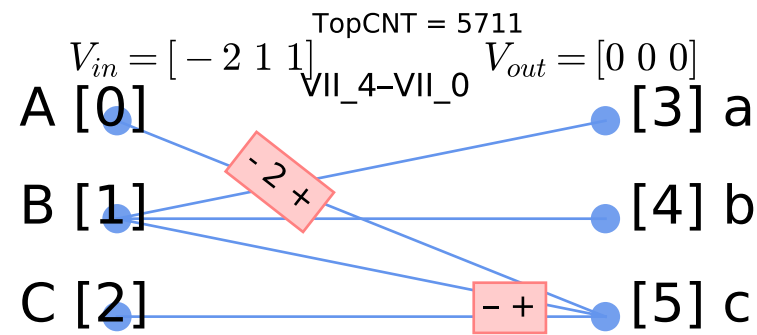 TopCNT = 5711
V_in = [ − 2 1 1] V_out = [0 0 0]
VII_4–VII_0
A [0] [3] a
- 2 +
B [1] [4] b
C [2] – + [5] c